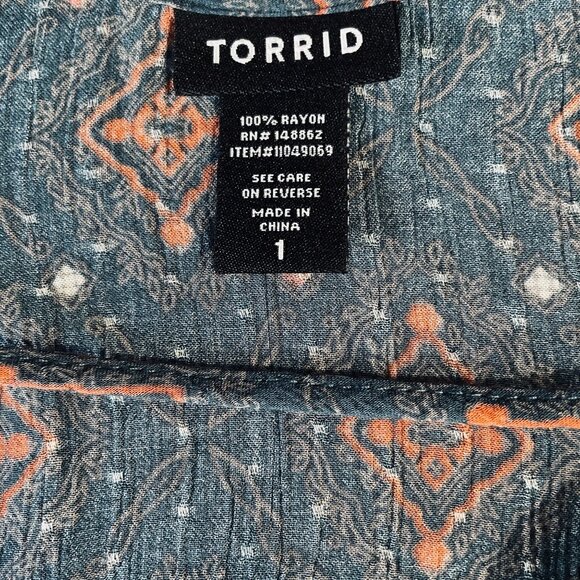 TORRID
100% RAYON
RN# 148862
ITEM#11049069
SEE CARE
ON REVERSE
MADE IN
CHINA
1